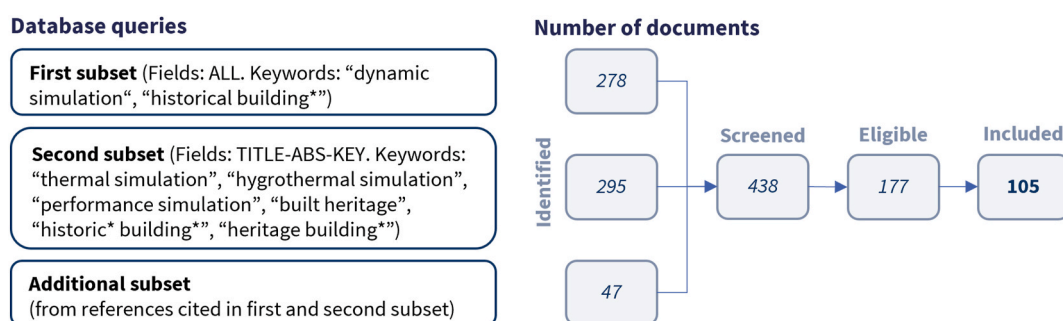 Database queries
First subset (Fields: ALL. Keywords: “dynamic
simulation“, “historical building*”)
Second subset (Fields: TITLE-ABS-KEY. Keywords:
“thermal simulation”, “hygrothermal simulation”,
“performance simulation”, “built heritage”,
“historic* building*”, “heritage building*”)
Additional subset
(from references cited in first and second subset)
Number of documents
Identified
278
295
47
Screened
438
Eligible
177
Included
105